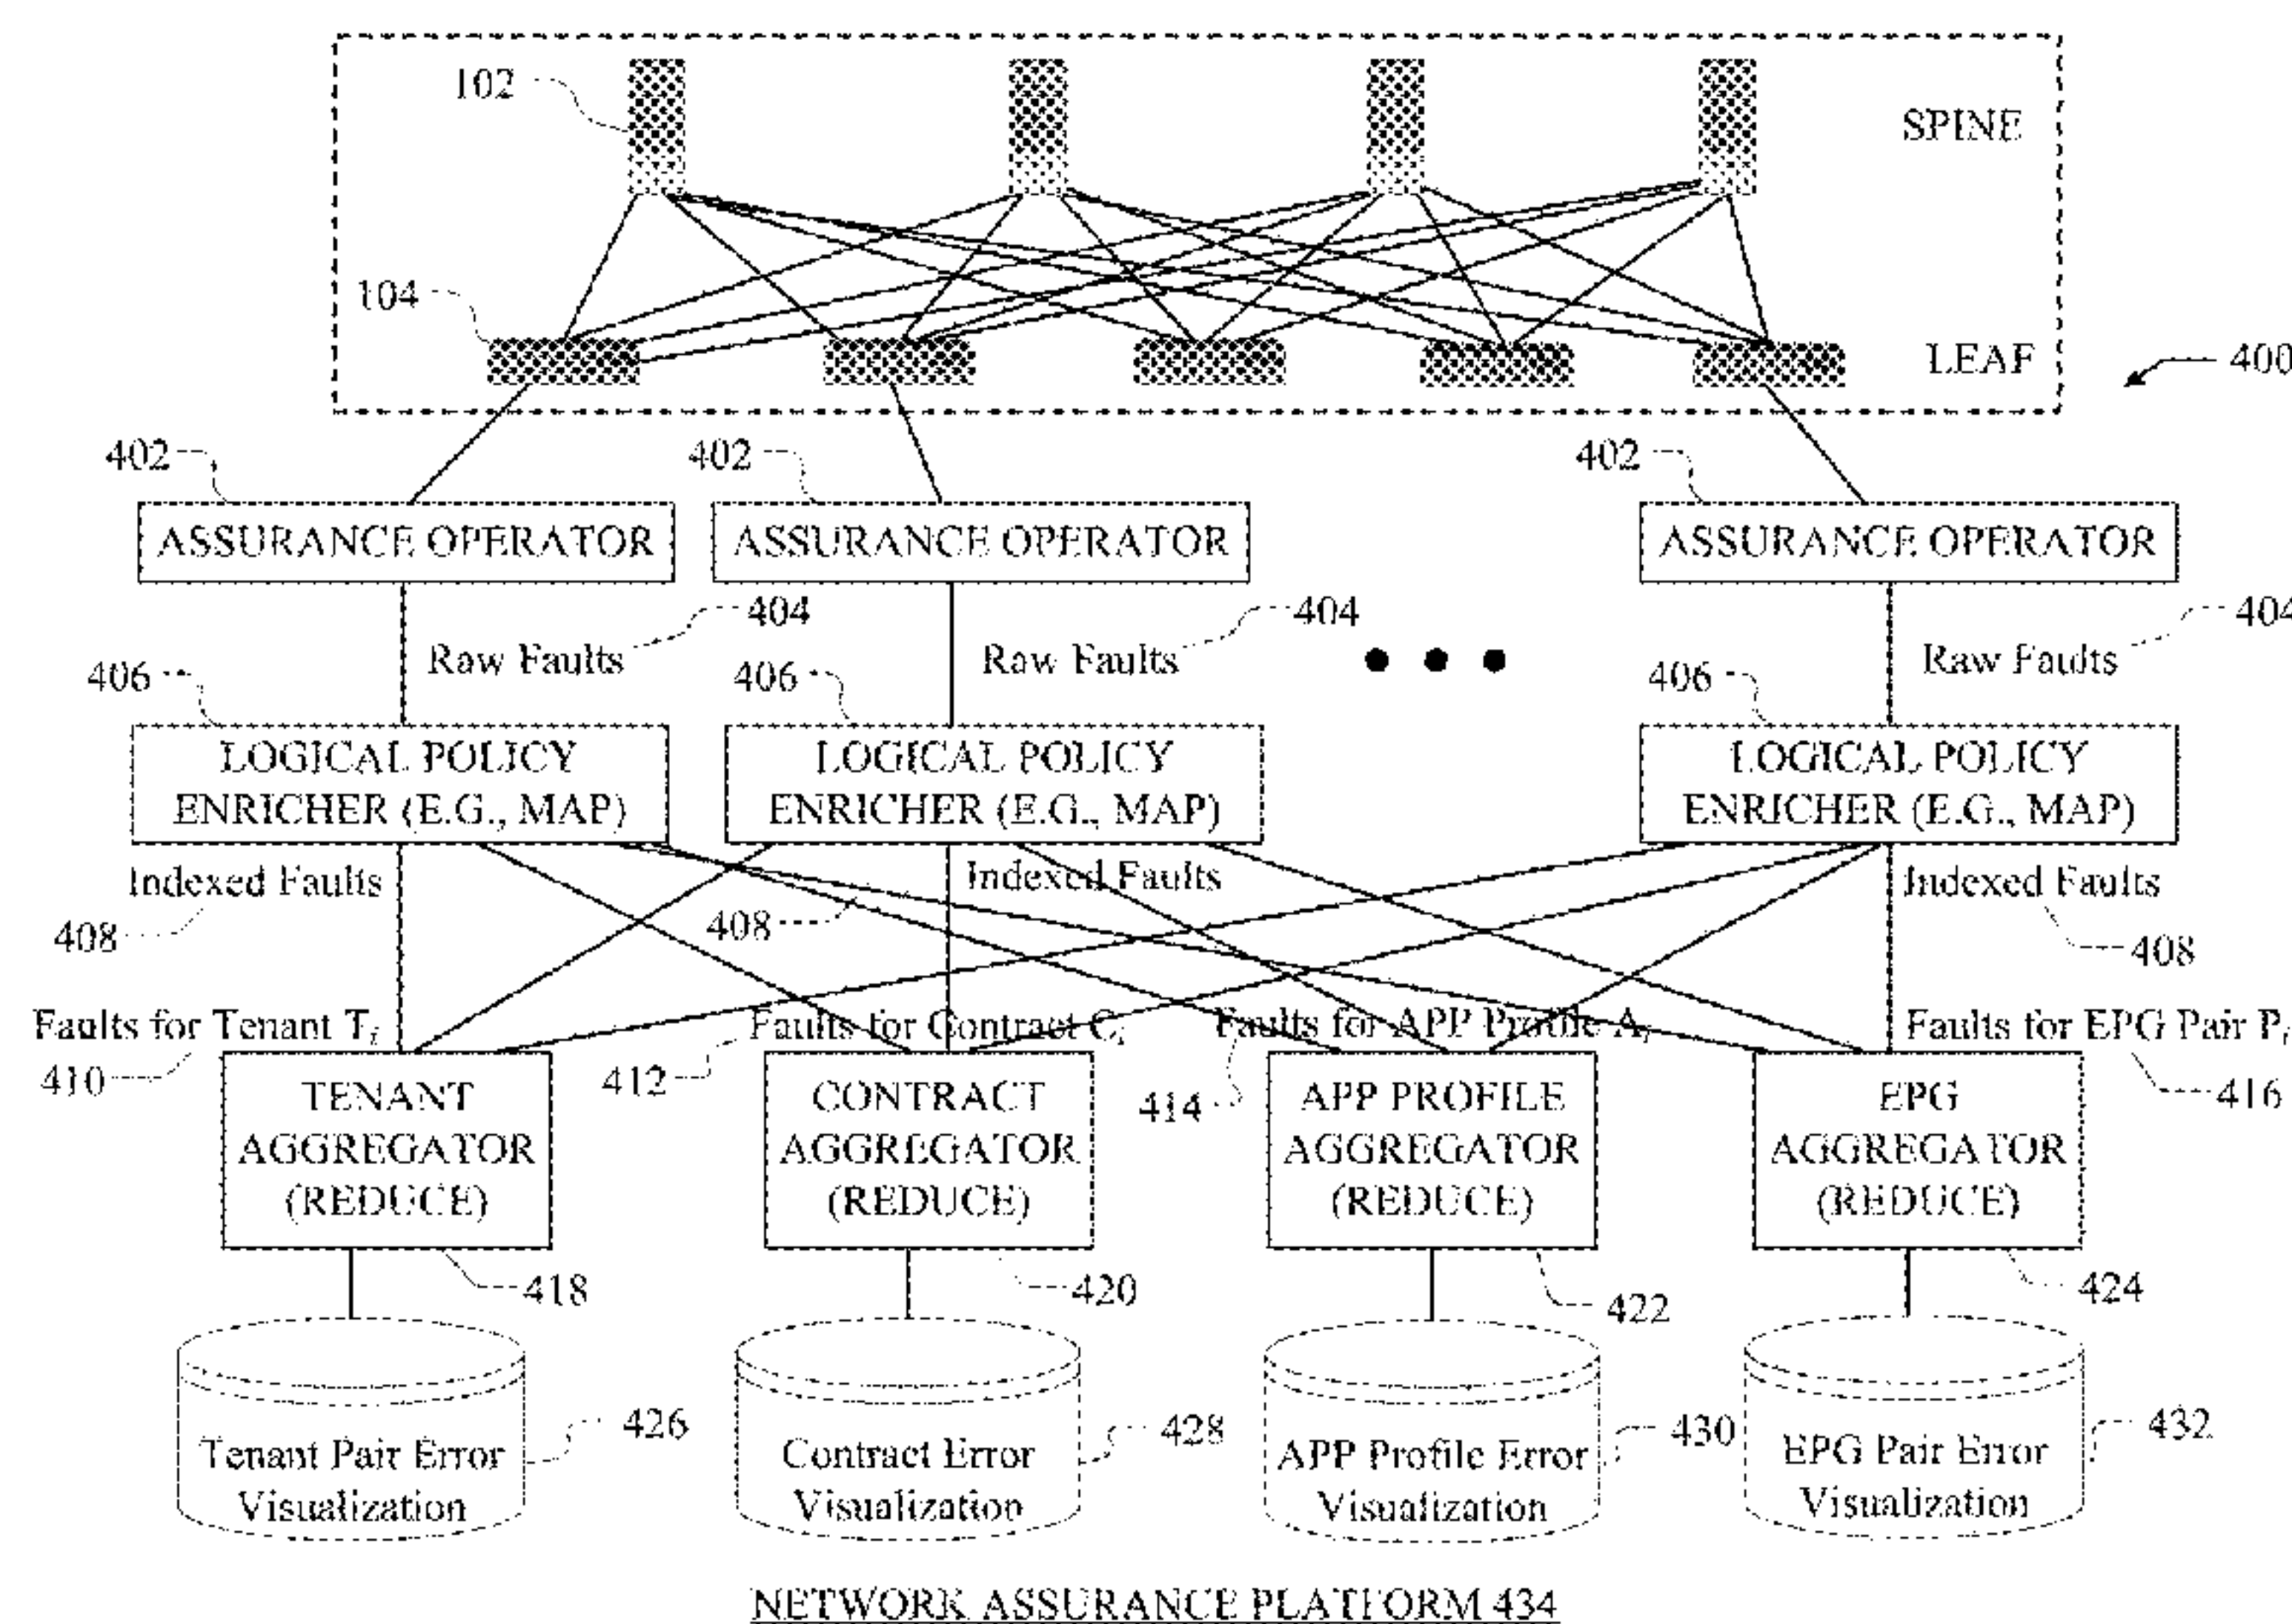 102
SPINE
104
LEAF
400
402
402
402
ASSURANCE OPERATOR
ASSURANCE OPERATOR
ASSURANCE OPERATOR
404
404
404
Raw Faults
Raw Faults
Raw Faults
406
406
406
LOGICAL POLICY
ENRICHER (E.G., MAP)
LOGICAL POLICY
ENRICHER (E.G., MAP)
LOGICAL POLICY
ENRICHER (E.G., MAP)
Indexed Faults
Indexed Faults
Indexed Faults
408
408
408
Faults for Tenant Ti
Faults for Contract Ci
Faults for APP Profile Ai
Faults for EPG Pair Pi
410
412
414
416
TENANT
AGGREGATOR
(REDUCE)
CONTRACT
AGGREGATOR
(REDUCE)
APP PROFILE
AGGREGATOR
(REDUCE)
EPG
AGGREGATOR
(REDUCE)
418
420
422
424
Tenant Pair Error
Visualization
426
Contract Error
Visualization
428
APP Profile Error
Visualization
430
EPG Pair Error
Visualization
432
NETWORK ASSURANCE PLATFORM 434